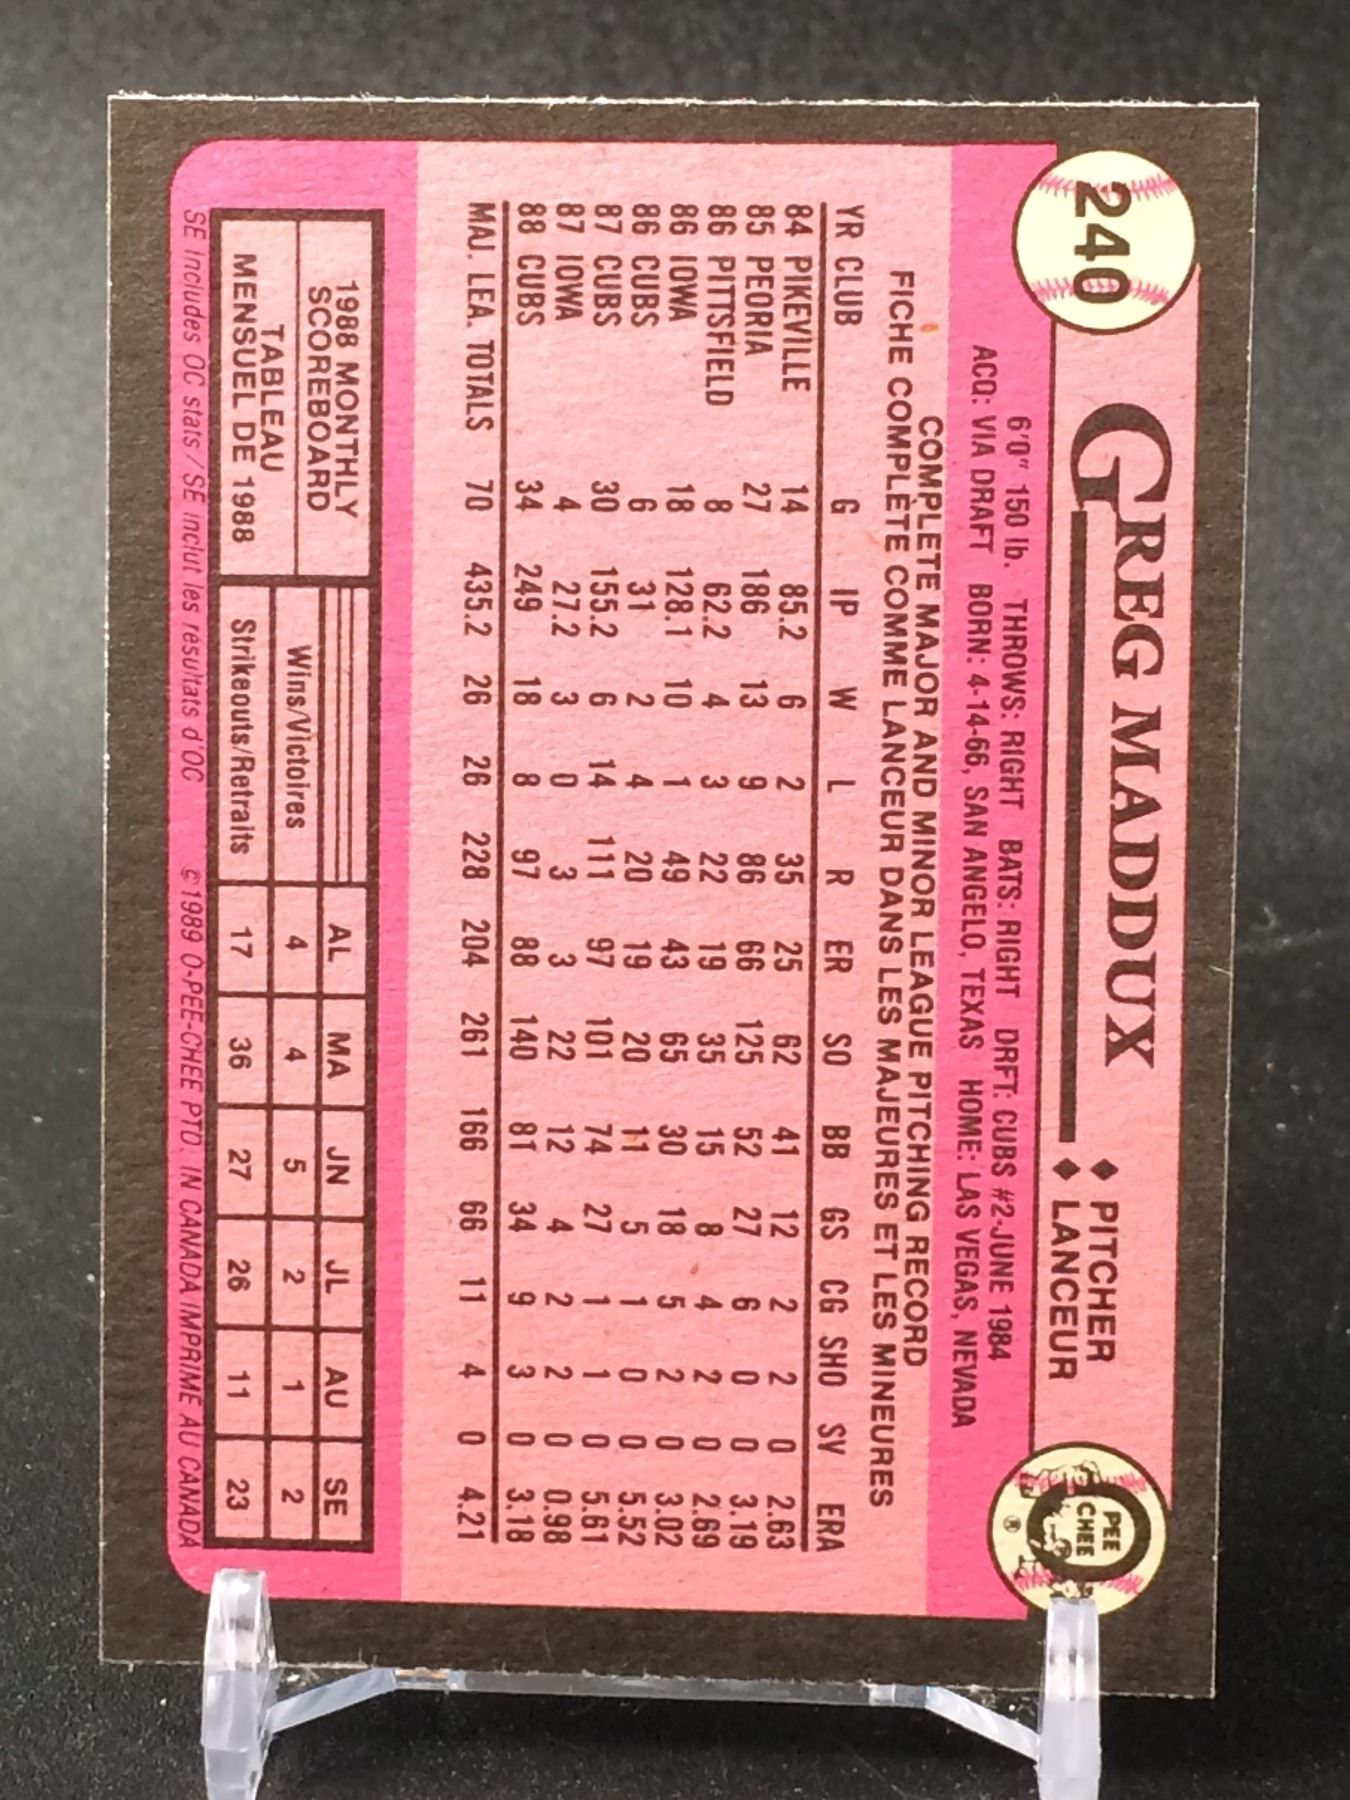 240
GREG MADDUX
♦ PITCHER
♦ LANCEUR
O
PEE
CHEE
®
6'0" 150 lb. THROWS: RIGHT BATS: RIGHT DRFT: CUBS #2-JUNE 1984
ACQ: VIA DRAFT BORN: 4-14-66, SAN ANGELO, TEXAS HOME: LAS VEGAS, NEVADA
COMPLETE MAJOR AND MINOR LEAGUE PITCHING RECORD
FICHE COMPLÈTE COMME LANCEUR DANS LES MAJEURES ET LES MINEURES
YR CLUB G IP W L R ER SO BB GS CG SHO SV ERA
84 PIKEVILLE 14 85.2 6 2 35 25 62 41 12 2 2 0 2.63
85 PEORIA 27 186 13 9 86 66 125 52 27 6 0 0 3.19
86 PITTSFIELD 8 62.2 4 3 22 19 35 15 8 4 2 0 2.69
86 IOWA 18 128.1 10 1 49 43 65 30 18 5 2 0 3.02
86 CUBS 6 31 2 4 20 19 20 11 5 1 0 0 5.52
87 CUBS 30 155.2 6 14 111 97 101 74 27 1 1 0 5.61
87 IOWA 4 27.2 3 0 3 3 22 12 4 2 2 0 0.98
88 CUBS 34 249 18 8 97 88 140 81 34 9 3 0 3.18
MAJ. LEA. TOTALS 70 435.2 26 26 228 204 261 166 66 11 4 0 4.21
1988 MONTHLY
SCOREBOARD
TABLEAU
MENSUEL DE 1988
AL MA JN JL AU SE
Wins/Victoires 4 4 5 2 1 2
Strikeouts/Retraits 17 36 27 26 11 23
SE includes OC stats/SE inclut les résultats d'OC ©1989 O-PEE-CHEE PTD. IN CANADA IMPRIMÉ AU CANADA